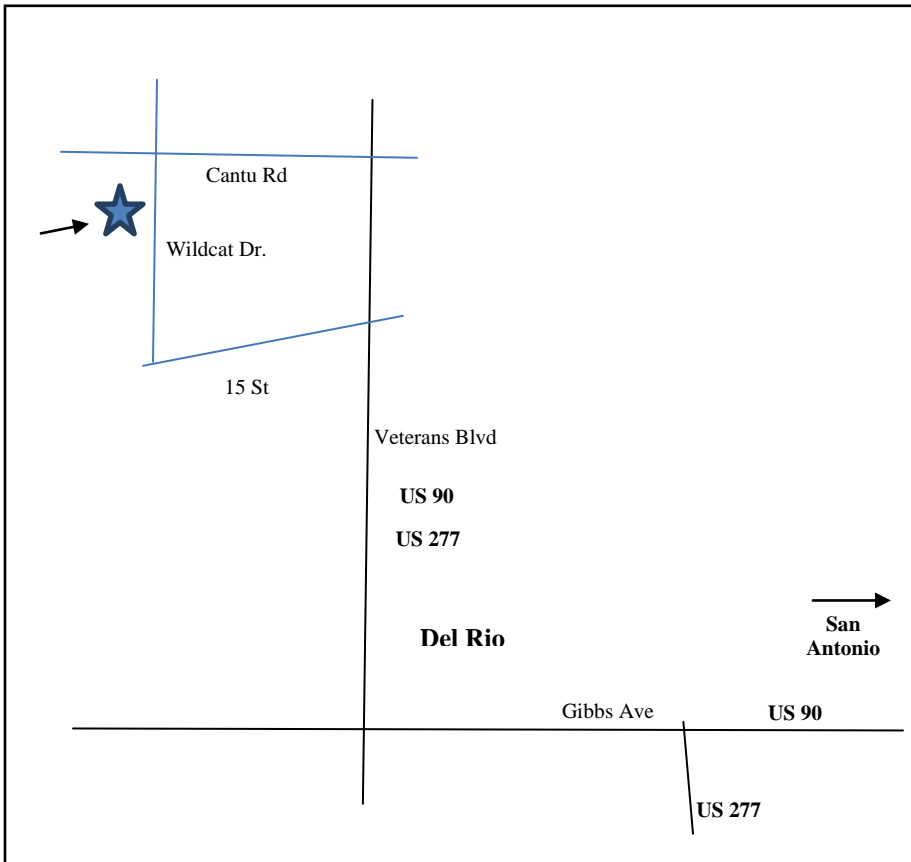 Cantu Rd
Wildcat Dr.
15 St
Veterans Blvd
US 90
US 277
Del Rio
San
Antonio
Gibbs Ave
US 90
US 277